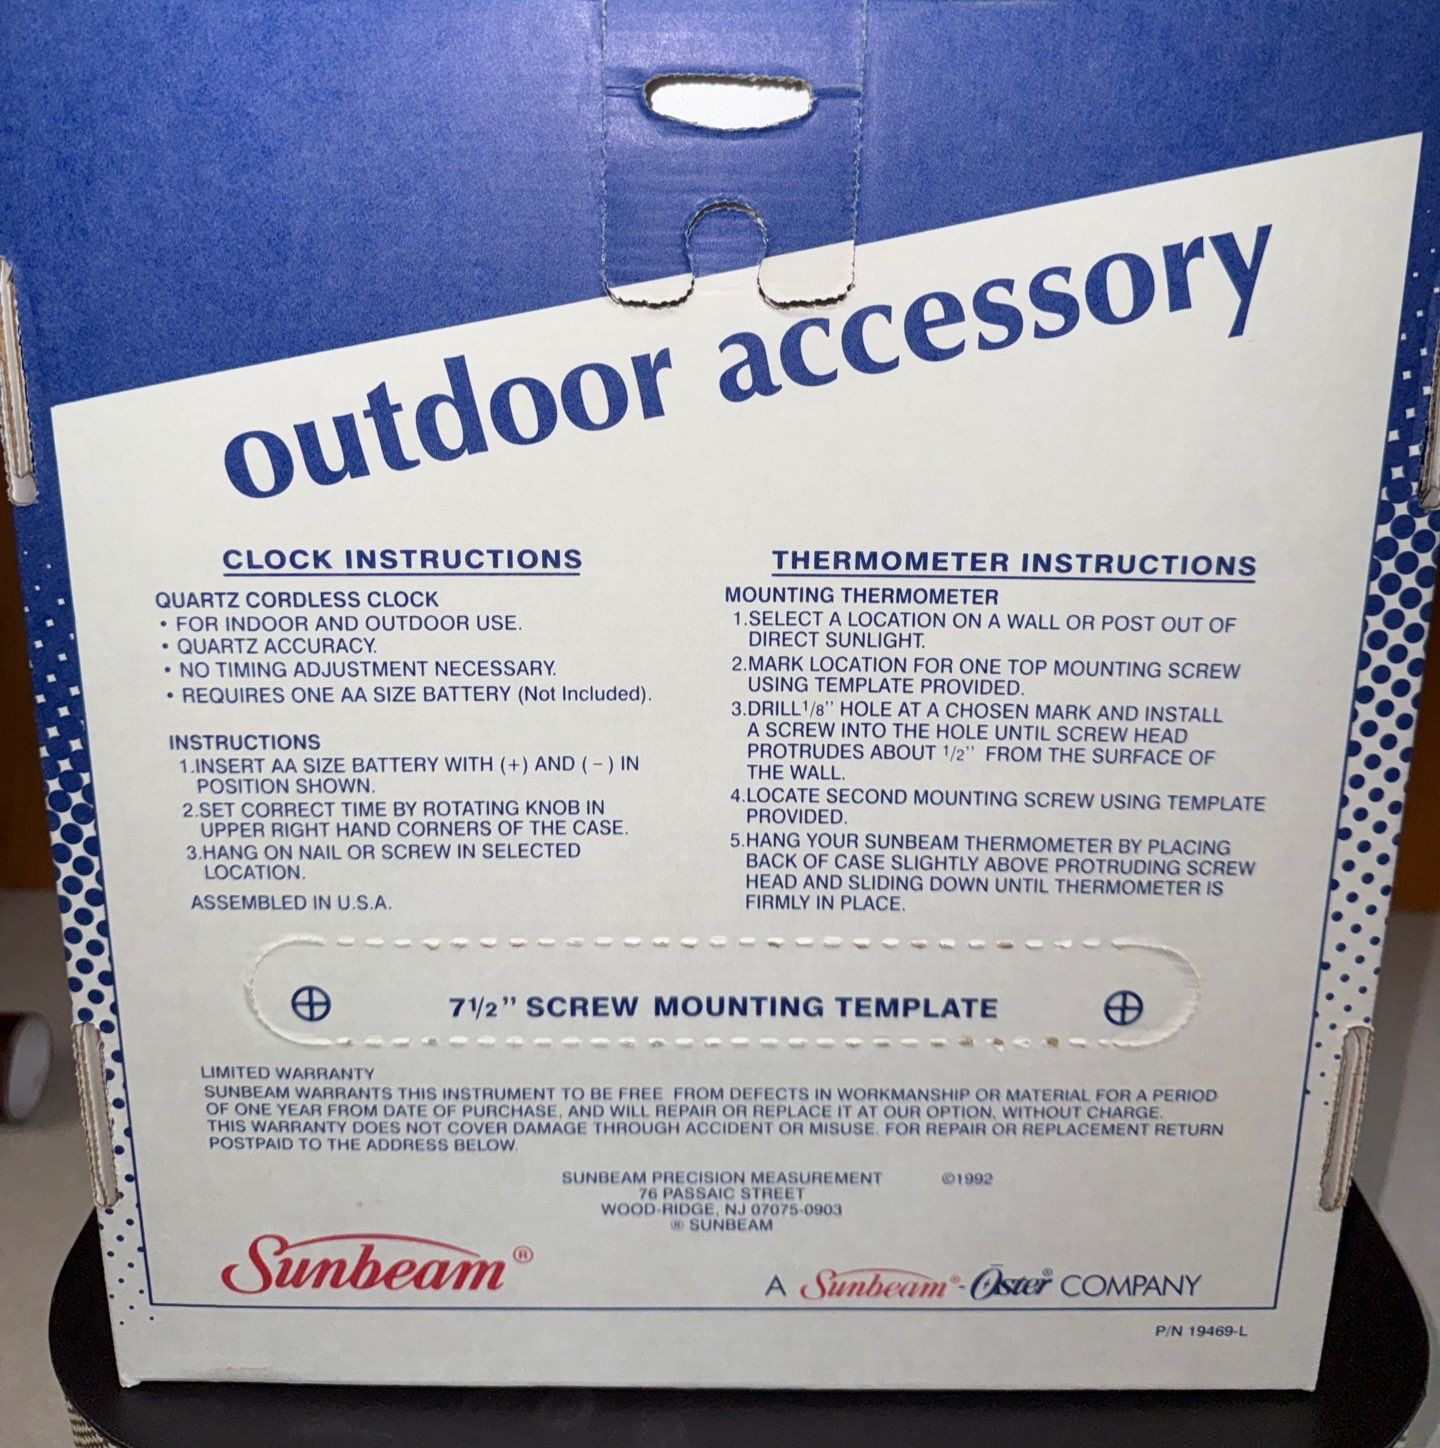 outdoor accessory
CLOCK INSTRUCTIONS
QUARTZ CORDLESS CLOCK
• FOR INDOOR AND OUTDOOR USE.
• QUARTZ ACCURACY.
• NO TIMING ADJUSTMENT NECESSARY.
• REQUIRES ONE AA SIZE BATTERY (Not Included).
INSTRUCTIONS
1.INSERT AA SIZE BATTERY WITH (+) AND (-) IN
POSITION SHOWN.
2.SET CORRECT TIME BY ROTATING KNOB IN
UPPER RIGHT HAND CORNERS OF THE CASE.
3.HANG ON NAIL OR SCREW IN SELECTED
LOCATION.
ASSEMBLED IN U.S.A.
THERMOMETER INSTRUCTIONS
MOUNTING THERMOMETER
1.SELECT A LOCATION ON A WALL OR POST OUT OF
DIRECT SUNLIGHT.
2.MARK LOCATION FOR ONE TOP MOUNTING SCREW
USING TEMPLATE PROVIDED.
3.DRILL 1/8" HOLE AT A CHOSEN MARK AND INSTALL
A SCREW INTO THE HOLE UNTIL SCREW HEAD
PROTRUDES ABOUT 1/2" FROM THE SURFACE OF
THE WALL.
4.LOCATE SECOND MOUNTING SCREW USING TEMPLATE
PROVIDED.
5.HANG YOUR SUNBEAM THERMOMETER BY PLACING
BACK OF CASE SLIGHTLY ABOVE PROTRUDING SCREW
HEAD AND SLIDING DOWN UNTIL THERMOMETER IS
FIRMLY IN PLACE.
7 1/2" SCREW MOUNTING TEMPLATE
LIMITED WARRANTY
SUNBEAM WARRANTS THIS INSTRUMENT TO BE FREE FROM DEFECTS IN WORKMANSHIP OR MATERIAL FOR A PERIOD
OF ONE YEAR FROM DATE OF PURCHASE, AND WILL REPAIR OR REPLACE IT AT OUR OPTION, WITHOUT CHARGE.
THIS WARRANTY DOES NOT COVER DAMAGE THROUGH ACCIDENT OR MISUSE. FOR REPAIR OR REPLACEMENT RETURN
POSTPAID TO THE ADDRESS BELOW.
SUNBEAM PRECISION MEASUREMENT ©1992
76 PASSAIC STREET
WOOD-RIDGE, NJ 07075-0903
® SUNBEAM
Sunbeam®
A Sunbeam®-Oster® COMPANY
P/N 19469-L